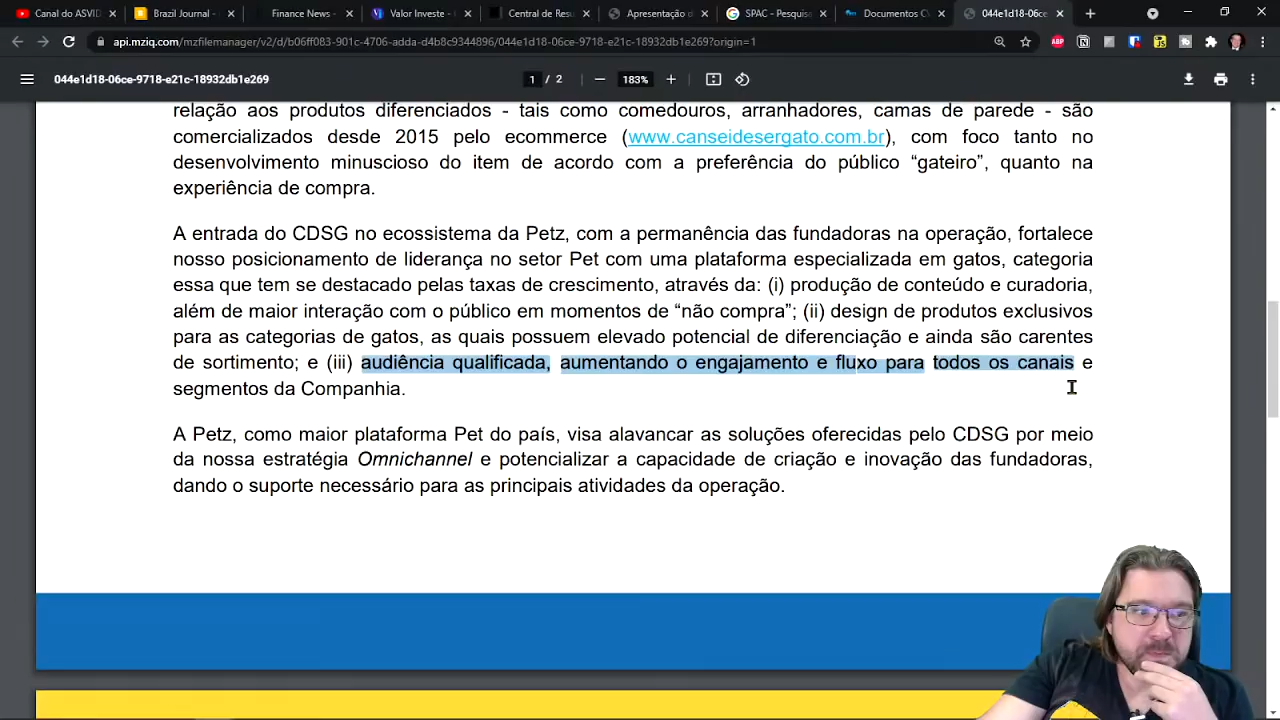 Canal do ASVID
Brazil Journal -
Finance News -
Valor Investe -
Central de Resu
Apresentação d
SPAC - Pesquis
Documentos CV
044e1d18-06ce
api.mziq.com/mzfilemanager/v2/d/b06ff083-901c-4706-adda-d4b8c9344896/044e1d18-06ce-9718-e21c-18932db1e269?origin=1
044e1d18-06ce-9718-e21c-18932db1e269
1 / 2
183%
relação aos produtos diferenciados - tais como comedouros, arranhadores, camas de parede - são
comercializados desde 2015 pelo ecommerce (www.canseidesergato.com.br), com foco tanto no
desenvolvimento minuscioso do item de acordo com a preferência do público “gateiro”, quanto na
experiência de compra.
A entrada do CDSG no ecossistema da Petz, com a permanência das fundadoras na operação, fortalece
nosso posicionamento de liderança no setor Pet com uma plataforma especializada em gatos, categoria
essa que tem se destacado pelas taxas de crescimento, através da: (i) produção de conteúdo e curadoria,
além de maior interação com o público em momentos de “não compra”; (ii) design de produtos exclusivos
para as categorias de gatos, as quais possuem elevado potencial de diferenciação e ainda são carentes
de sortimento; e (iii) audiência qualificada, aumentando o engajamento e fluxo para todos os canais e
segmentos da Companhia.
A Petz, como maior plataforma Pet do país, visa alavancar as soluções oferecidas pelo CDSG por meio
da nossa estratégia Omnichannel e potencializar a capacidade de criação e inovação das fundadoras,
dando o suporte necessário para as principais atividades da operação.